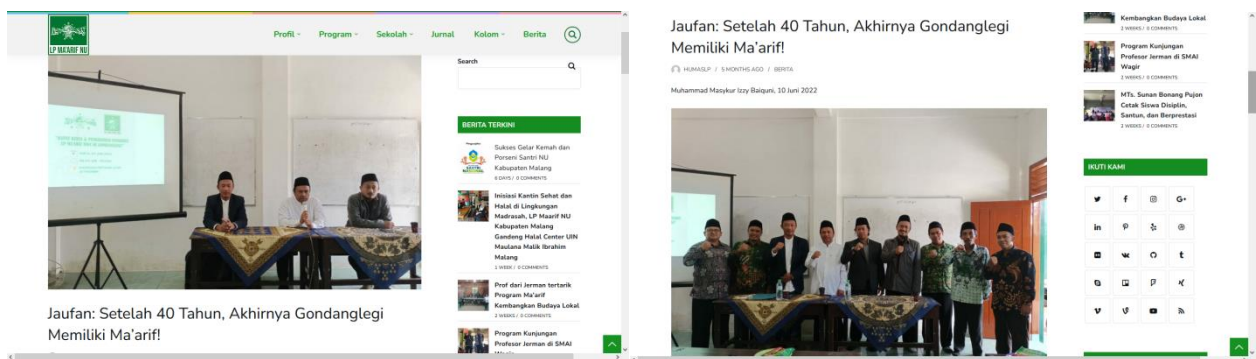 LP MA'ARIF NU
Profil
Program
Sekolah
Jurnal
Kolom
Berita
Search
BERITA TERKINI
Sukses Gelar Kemah dan
Porseni Santri NU
Kabupaten Malang
6 DAYS / 0 COMMENTS
Inisiasi Kantin Sehat dan
Halal di Lingkungan
Madrasah, LP Maarif NU
Kabupaten Malang
Gandeng Halal Center UIN
Maulana Malik Ibrahim
Malang
1 WEEK / 0 COMMENTS
Prof dari Jerman tertarik
Program Ma'arif
Kembangkan Budaya Lokal
2 WEEKS / 0 COMMENTS
Program Kunjungan
Profesor Jerman di SMAI
Wagir
Jaufan: Setelah 40 Tahun, Akhirnya Gondanglegi
Memiliki Ma'arif!
Jaufan: Setelah 40 Tahun, Akhirnya Gondanglegi
Memiliki Ma'arif!
HUMASLP / 5 MONTHS AGO / BERITA
Muhammad Masykur Izzy Baiquni, 10 Juni 2022
Kembangkan Budaya Lokal
2 WEEKS / 0 COMMENTS
Program Kunjungan
Profesor Jerman di SMAI
Wagir
2 WEEKS / 0 COMMENTS
MTs. Sunan Bonang Pujon
Cetak Siswa Disiplin,
Santun, dan Berprestasi
2 WEEKS / 0 COMMENTS
IKUTI KAMI